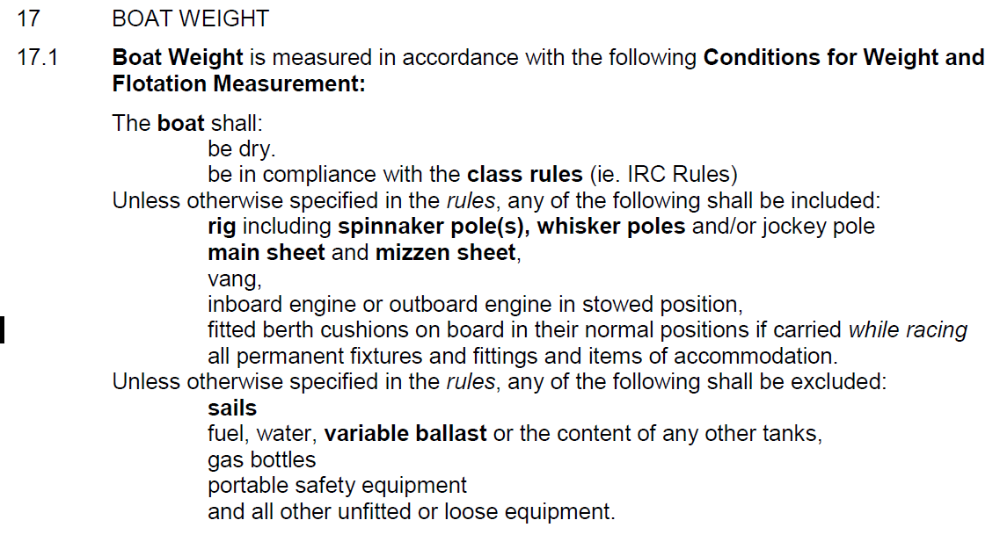 17 BOAT WEIGHT
17.1 Boat Weight is measured in accordance with the following Conditions for Weight and
Flotation Measurement:
The boat shall:
be dry.
be in compliance with the class rules (ie. IRC Rules)
Unless otherwise specified in the rules, any of the following shall be included:
rig including spinnaker pole(s), whisker poles and/or jockey pole
main sheet and mizzen sheet,
vang,
inboard engine or outboard engine in stowed position,
fitted berth cushions on board in their normal positions if carried while racing
all permanent fixtures and fittings and items of accommodation.
Unless otherwise specified in the rules, any of the following shall be excluded:
sails
fuel, water, variable ballast or the content of any other tanks,
gas bottles
portable safety equipment
and all other unfitted or loose equipment.